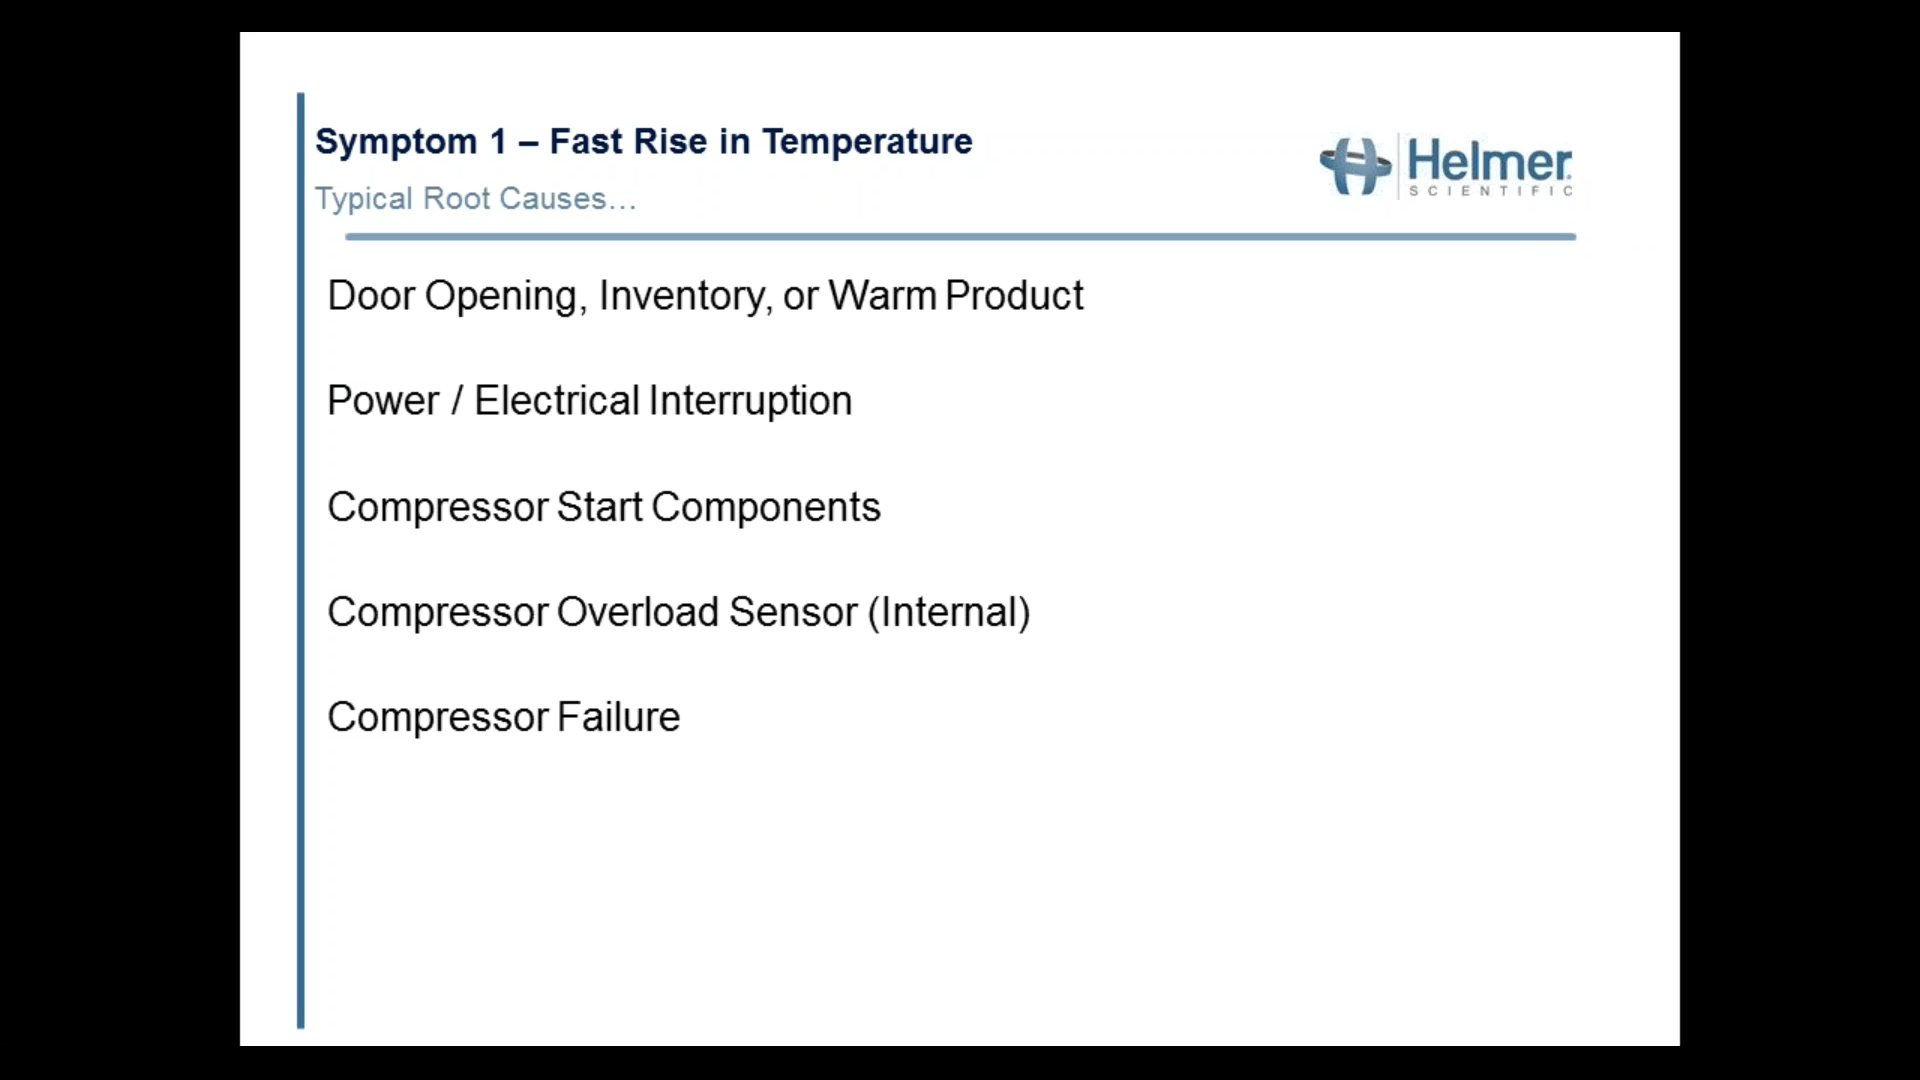 Symptom 1 – Fast Rise in Temperature
Typical Root Causes…
Helmer
SCIENTIFIC
Door Opening, Inventory, or Warm Product
Power / Electrical Interruption
Compressor Start Components
Compressor Overload Sensor (Internal)
Compressor Failure